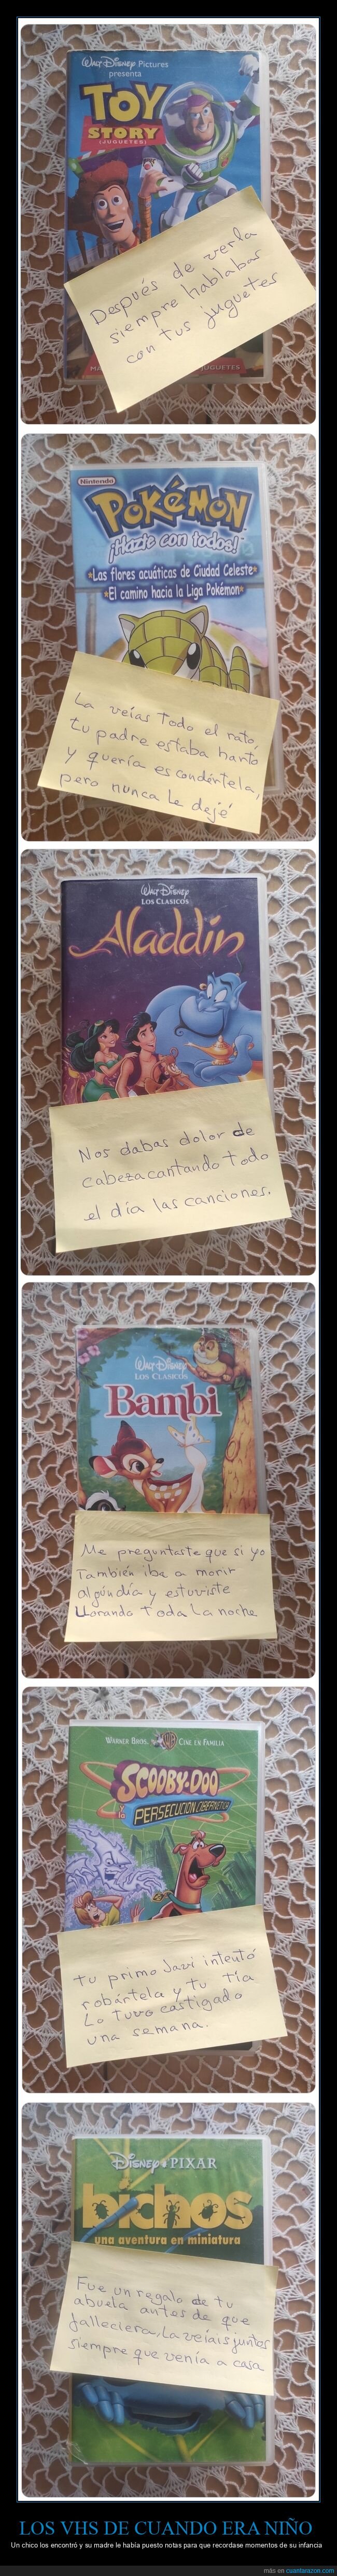 WALT DISNEY Pictures
presenta
TOY
STORY
(JUGUETES)
Después de verla
siempre hablabas
con tus juguetes
JUGUETES
Nintendo
POKéMON
¡Hazte con todos!
Las flores acuáticas de Ciudad Celeste
El camino hacia la Liga Pokémon
La veías todo el rato,
tu padre estaba harto
y quería escondértela,
pero nunca le dejé
WALT DISNEY
LOS CLASICOS
Aladdin
Nos dabas dolor de
cabeza cantando todo
el día las canciones.
WALT DISNEY
LOS CLASICOS
Bambi
Me preguntaste que si yo
También iba a morir
algún día y estuviste
llorando toda la noche
WARNER BROS. WB CINE EN FAMILIA
SCOOBY-DOO
y la PERSECUCION CIBERNETICA
tu primo Javi intentó
robártela y tu tía
Lo tuvo castigado
una semana.
DISNEY PIXAR
bichos
una aventura en miniatura
Fue un regalo de tu
abuela antes de que
falleciera, La veíais juntos
siempre que venía a casa
LOS VHS DE CUANDO ERA NIÑO
Un chico los encontró y su madre le había puesto notas para que recordase momentos de su infancia
más en cuantarazon.com